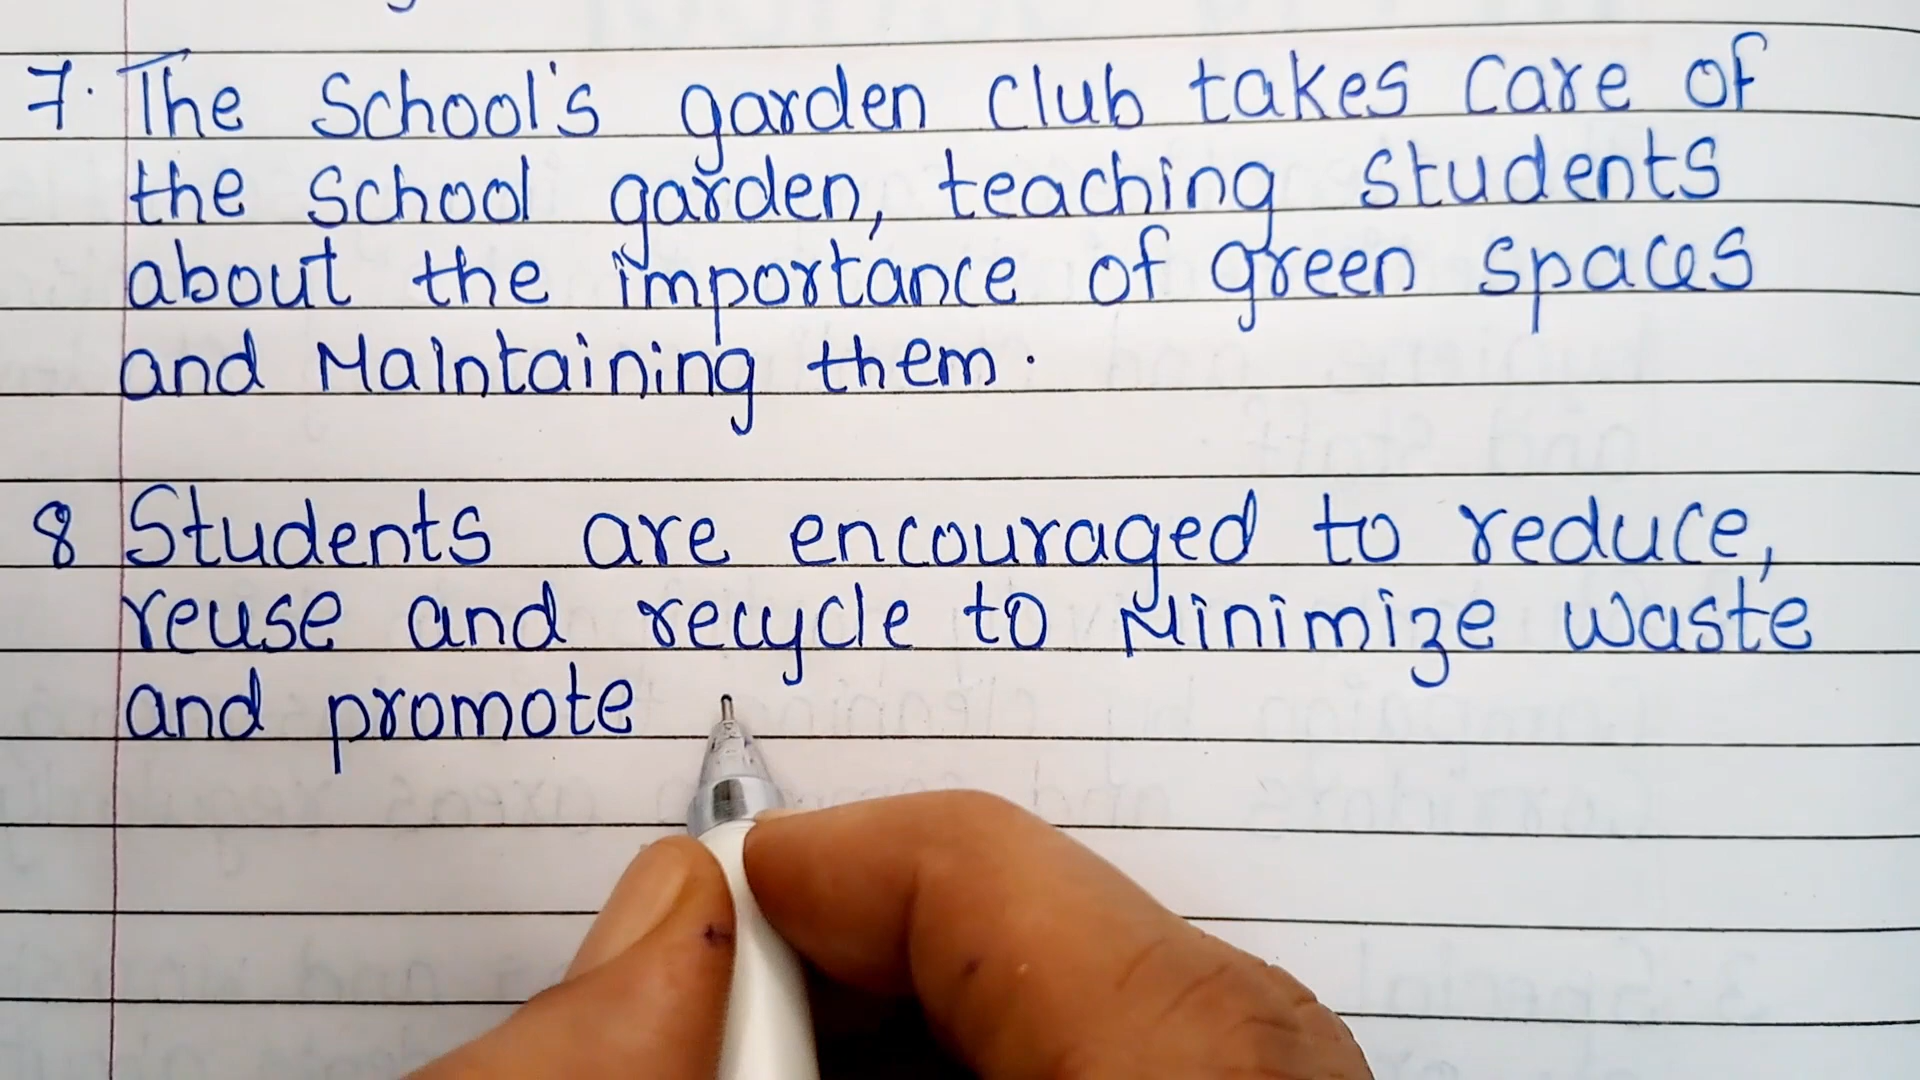 7. The School's garden club takes care of
the School garden, teaching students
about the importance of green spaces
and Maintaining them.
8 Students are encouraged to reduce,
reuse and recycle to Minimize waste
and promote